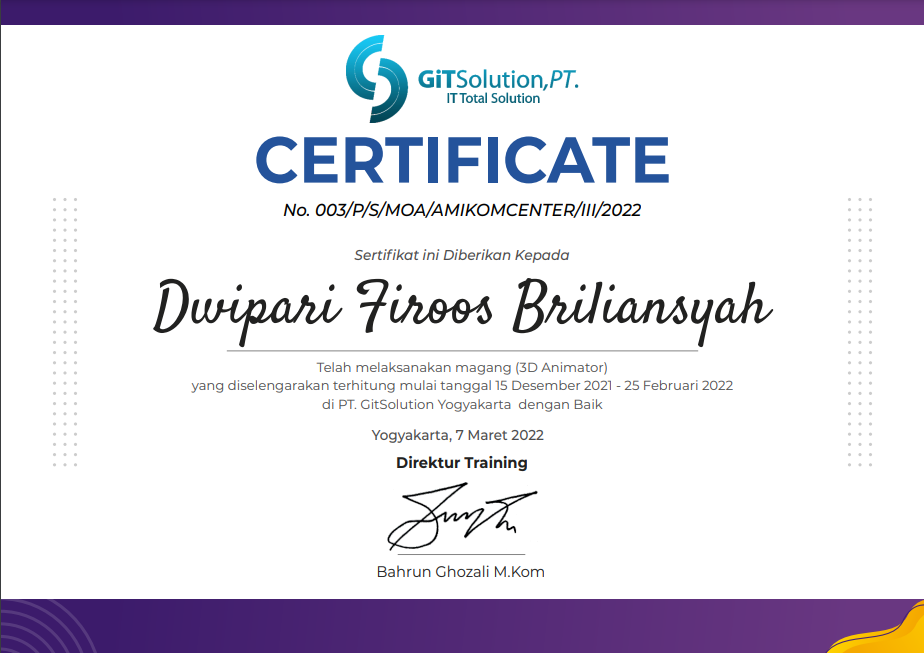 GiTSolution,PT.
IT Total Solution
CERTIFICATE
No. 003/P/S/MOA/AMIKOMCENTER/III/2022
Sertifikat ini Diberikan Kepada
Dwipari Firoos Briliansyah
Telah melaksanakan magang (3D Animator)
yang diselengarakan terhitung mulai tanggal 15 Desember 2021 - 25 Februari 2022
di PT. GitSolution Yogyakarta dengan Baik
Yogyakarta, 7 Maret 2022
Direktur Training
Bahrun Ghozali M.Kom